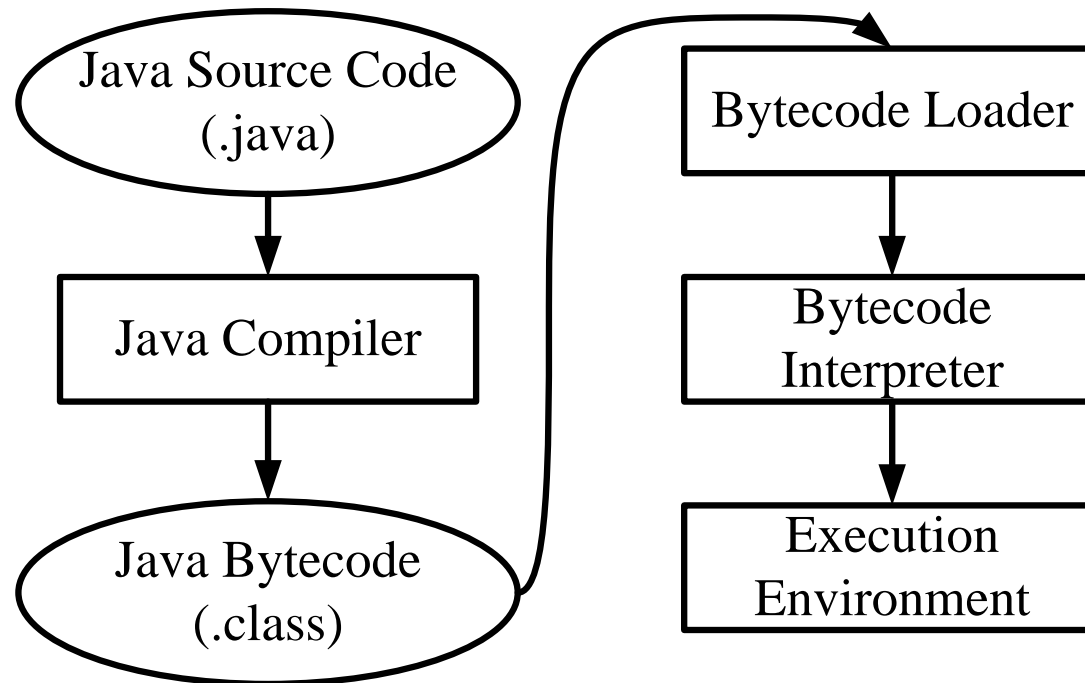 Java Source Code
(.java)
Java Compiler
Java Bytecode
(.class)
Bytecode Loader
Bytecode
Interpreter
Execution
Environment